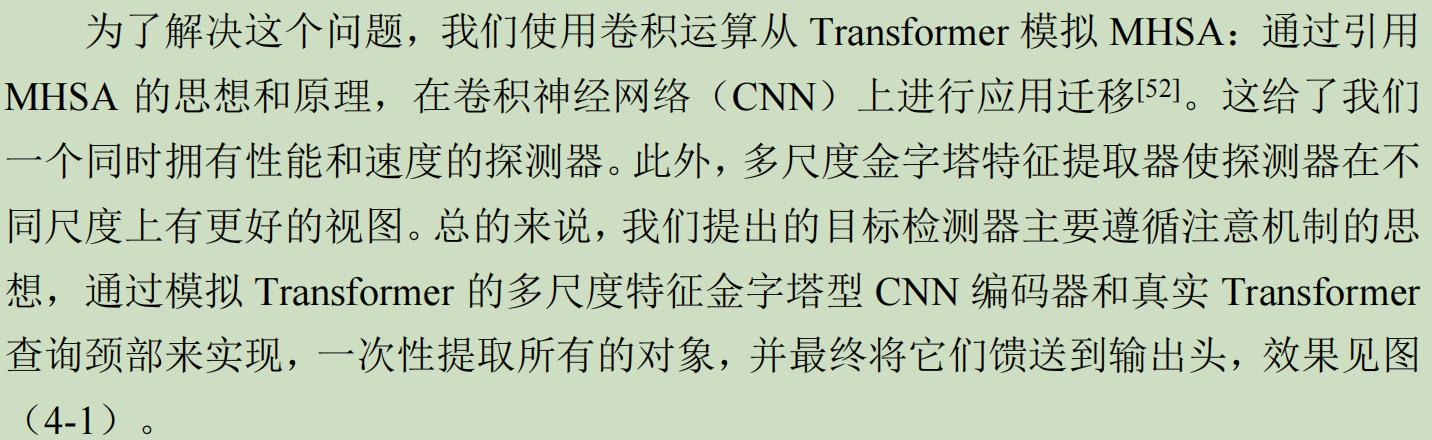 为了解决这个问题，我们使用卷积运算从 Transformer 模拟 MHSA：通过引用
MHSA 的思想和原理，在卷积神经网络（CNN）上进行应用迁移[52]。这给了我们
一个同时拥有性能和速度的探测器。此外，多尺度金字塔特征提取器使探测器在不
同尺度上有更好的视图。总的来说，我们提出的目标检测器主要遵循注意机制的思
想，通过模拟 Transformer 的多尺度特征金字塔型 CNN 编码器和真实 Transformer
查询颈部来实现，一次性提取所有的对象，并最终将它们馈送到输出头，效果见图
（4-1）。